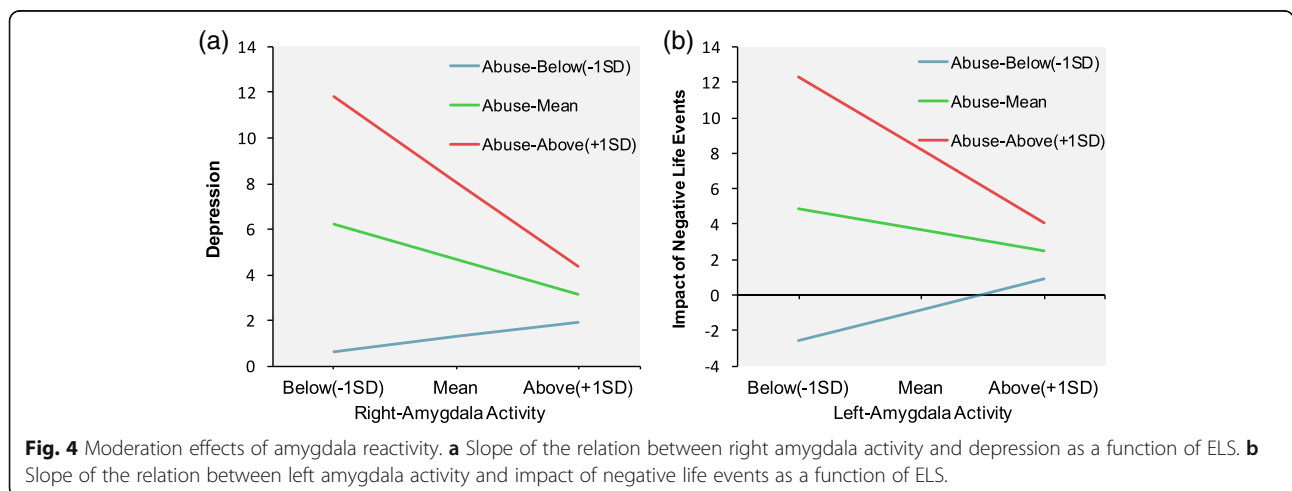 (a)
14
12
10
8
6
4
2
0
Depression
Abuse-Below(-1SD)
Abuse-Mean
Abuse-Above(+1SD)
Below(-1SD) Mean Above(+1SD)
Right-Amygdala Activity
(b)
14
12
10
8
6
4
2
0
-2
-4
Impact of Negative Life Events
Abuse-Below(-1SD)
Abuse-Mean
Abuse-Above(+1SD)
Below(-1SD) Mean Above(+1SD)
Left-Amygdala Activity
Fig. 4 Moderation effects of amygdala reactivity. a Slope of the relation between right amygdala activity and depression as a function of ELS. b
Slope of the relation between left amygdala activity and impact of negative life events as a function of ELS.